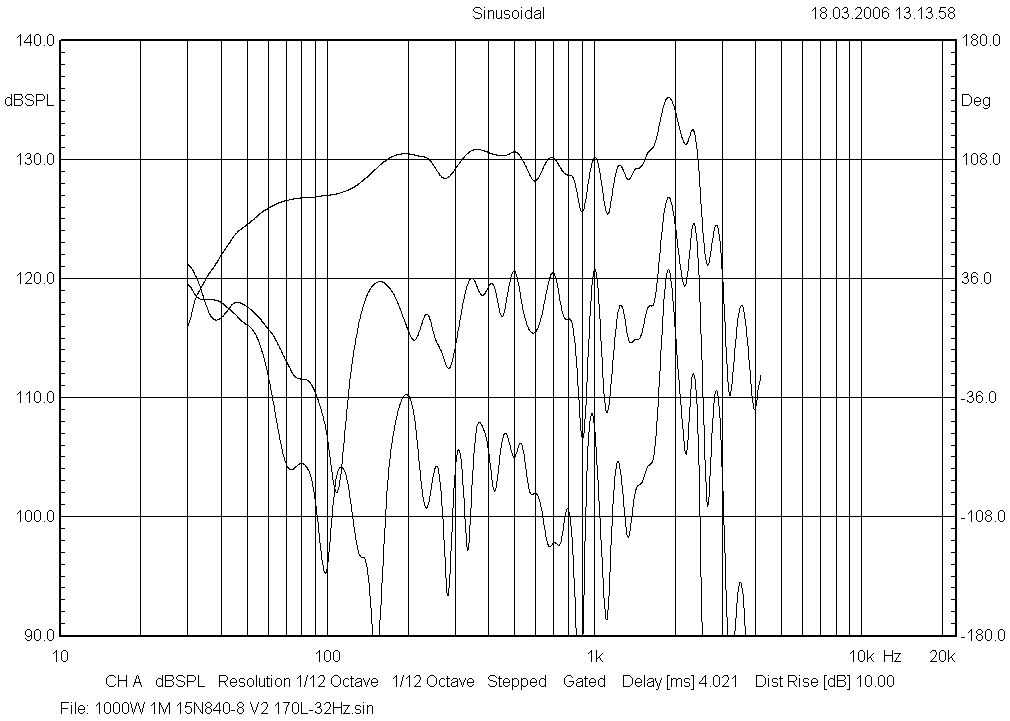 Sinusoidal 18.03.2006 13.13.58
140.0 180.0
dBSPL Deg
130.0 108.0
120.0 36.0
110.0 -36.0
100.0 -108.0
90.0 -180.0
10 100 1k 10k Hz 20k
CH A dBSPL Resolution 1/12 Octave 1/12 Octave Stepped Gated Delay [ms] 4.021 Dist Rise [dB] 10.00
File: 1000W 1M 15N840-8 V2 170L-32Hz.sin